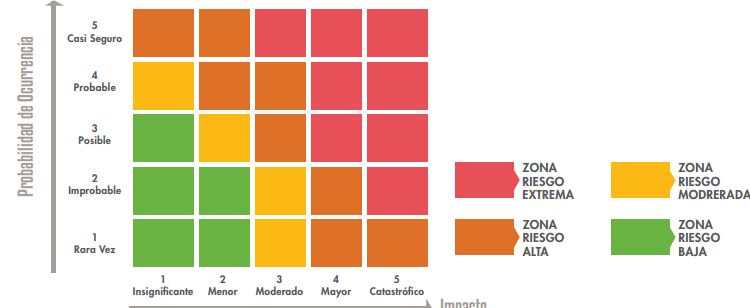 Probabilidad de Ocurrencia
5
Casi Seguro
4
Probable
3
Posible
2
Improbable
1
Rara Vez
1
Insignificante
2
Menor
3
Moderado
4
Mayor
5
Catastrófico
Impacto
ZONA
RIESGO
EXTREMA
ZONA
RIESGO
MODRERADA
ZONA
RIESGO
ALTA
ZONA
RIESGO
BAJA